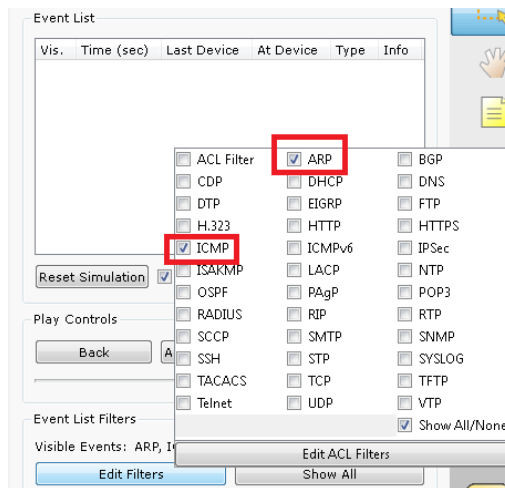 Event List
Vis. Time (sec) Last Device At Device Type Info
ACL Filter ARP BGP
CDP DHCP DNS
DTP EIGRP FTP
H.323 HTTP HTTPS
ICMP ICMPv6 IPSec
ISAKMP LACP NTP
Reset Simulation
OSPF PAgP POP3
RADIUS RIP RTP
Play Controls
SCCP SMTP SNMP
Back A
SSH STP SYSLOG
TACACS TCP TFTP
Telnet UDP VTP
Event List Filters
Show All/None
Visible Events: ARP, I
Edit ACL Filters
Edit Filters Show All